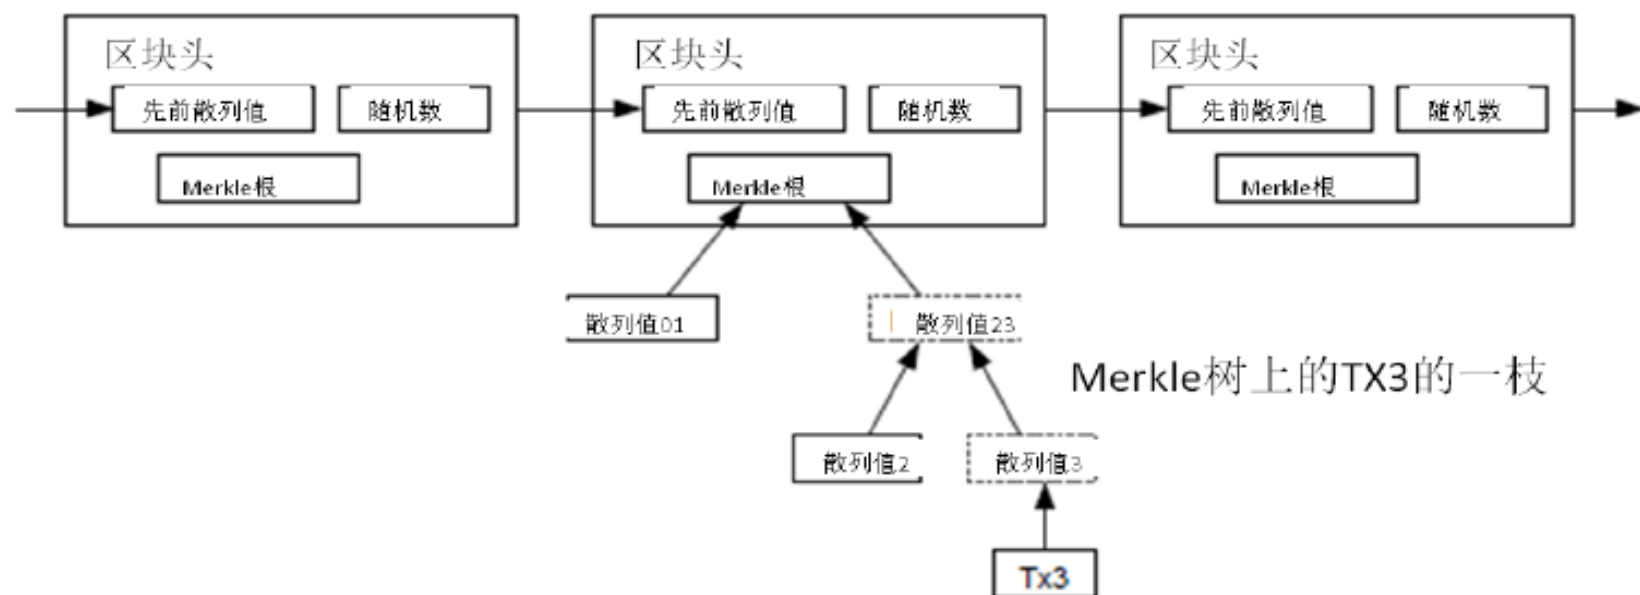 区块头
先前散列值
随机数
Merkle根
区块头
先前散列值
随机数
Merkle根
区块头
先前散列值
随机数
Merkle根
散列值01
散列值23
Merkle树上的TX3的一枝
散列值2
散列值3
Tx3